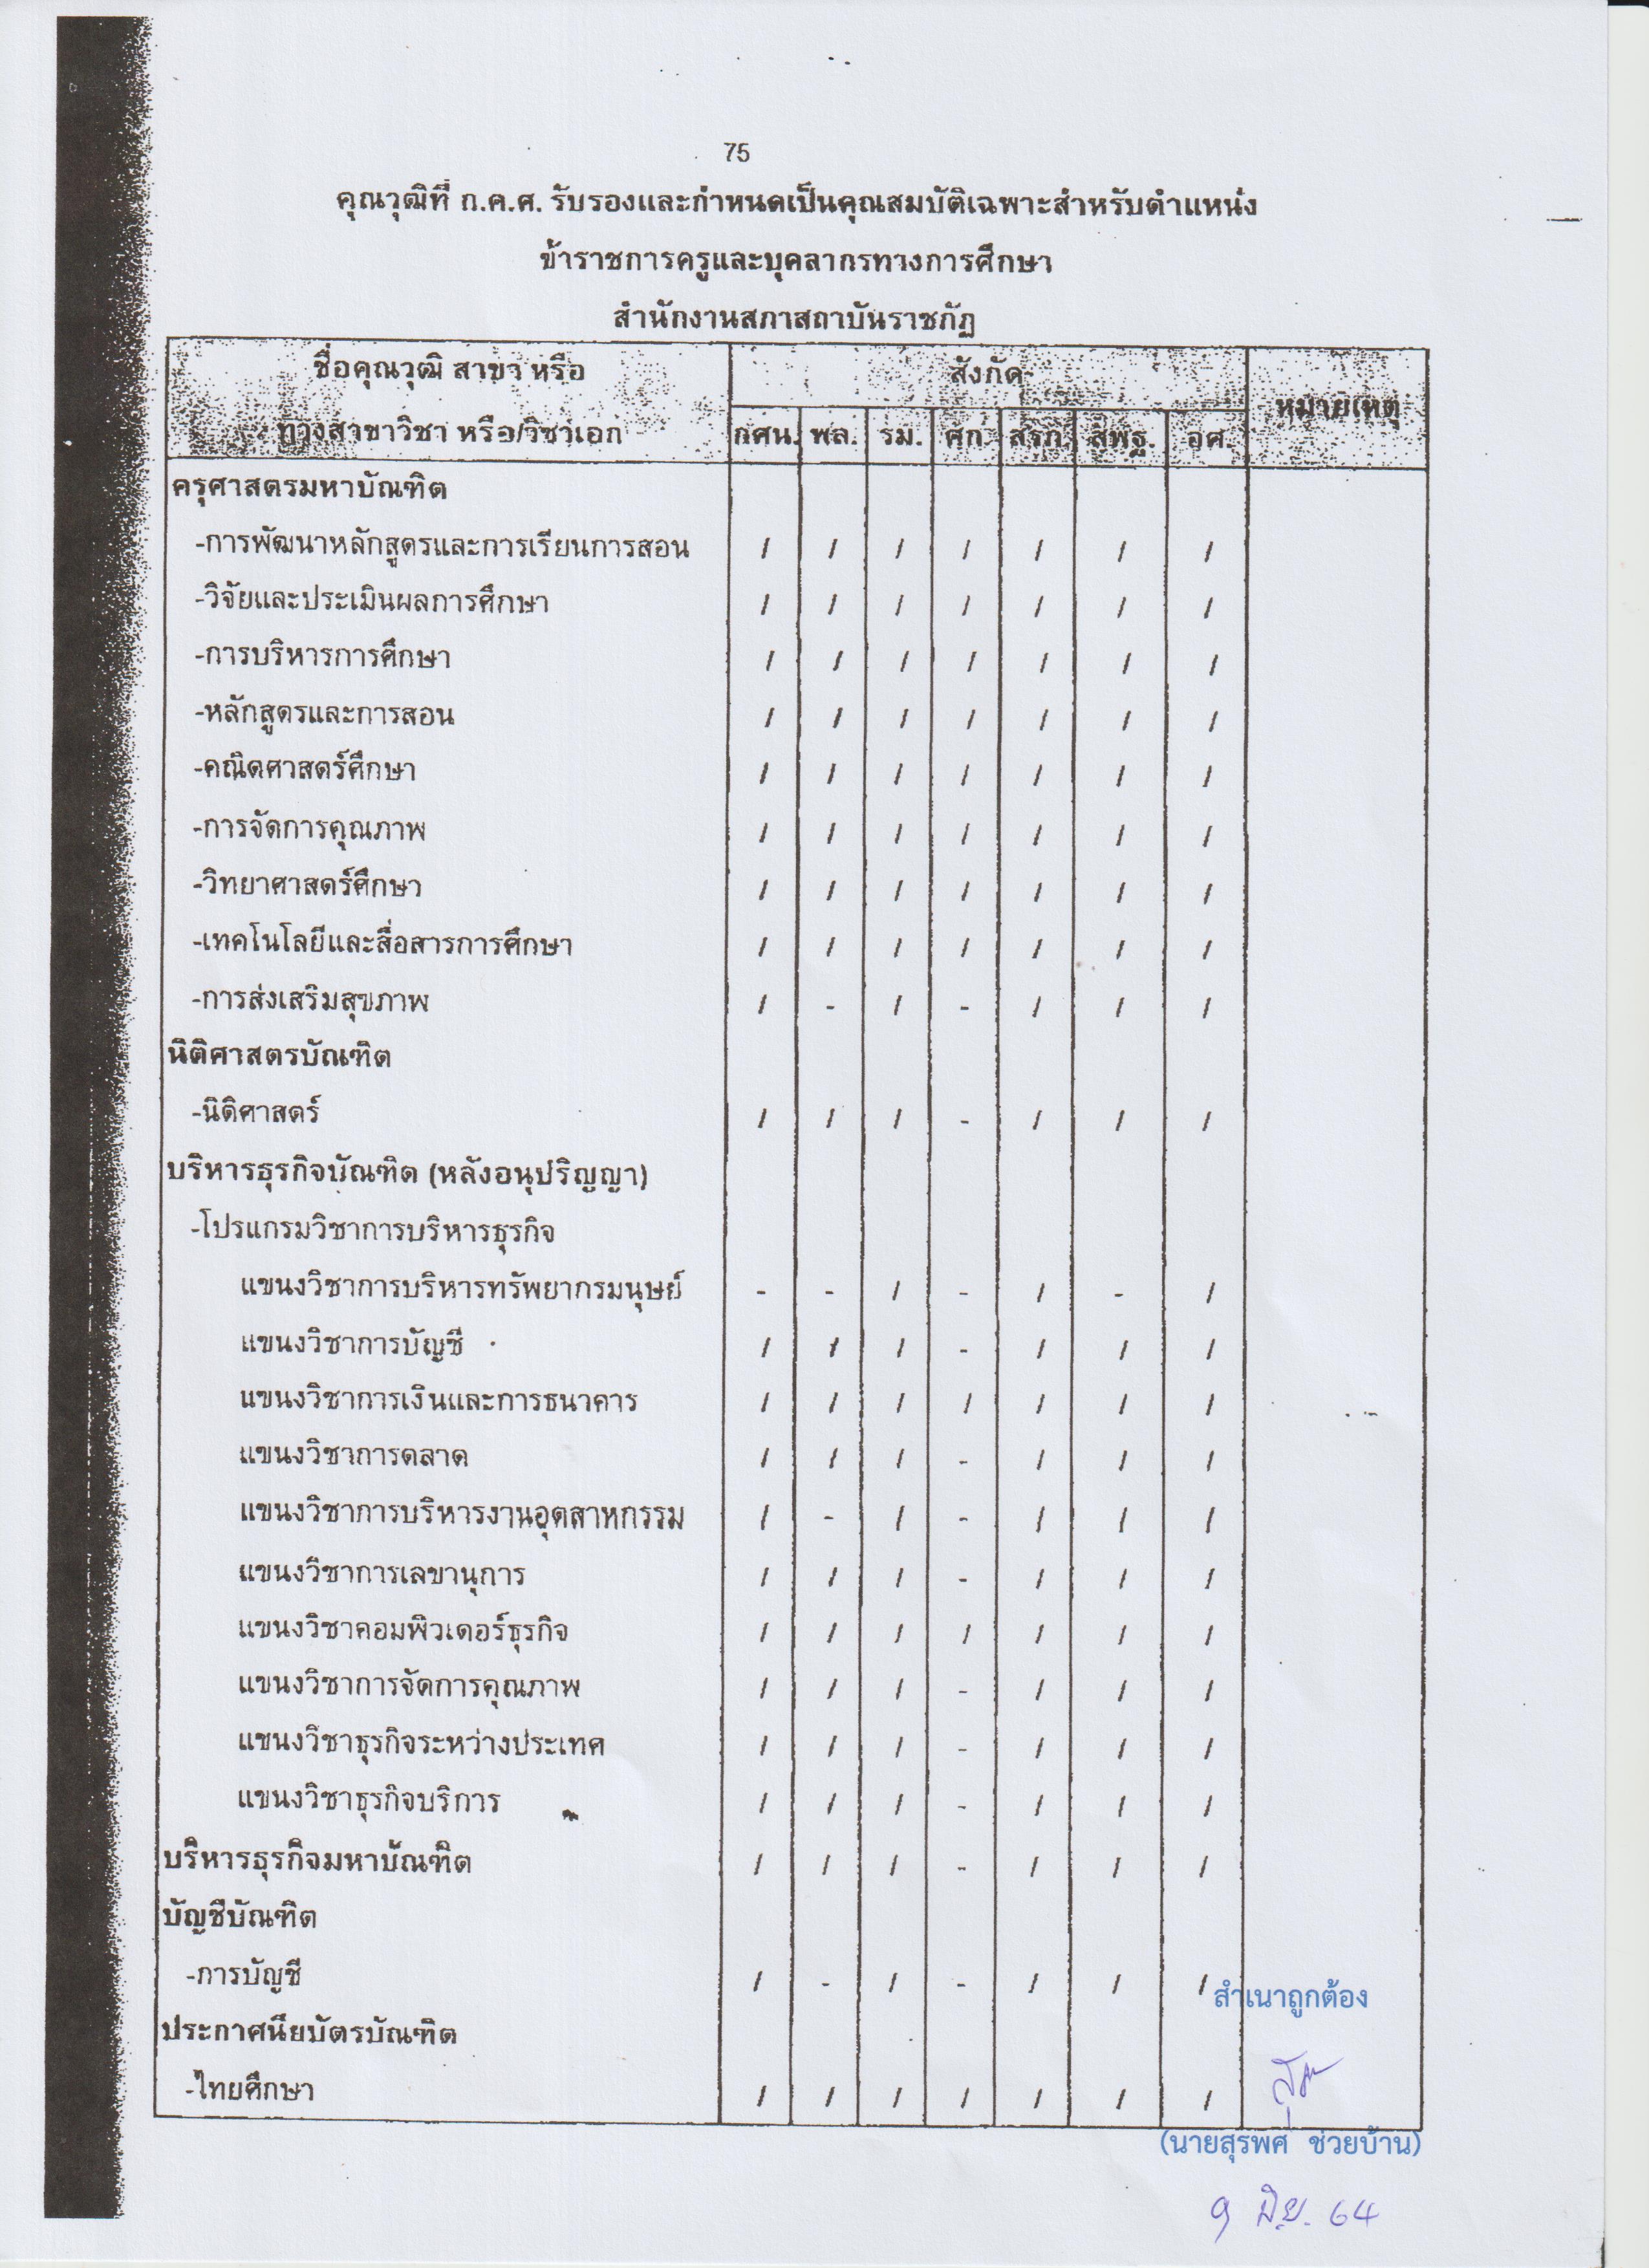 75
คุณวุฒิที่ ก.ค.ศ. รับรองและกำหนดเป็นคุณสมบัติเฉพาะสำหรับตำแหน่ง
ข้าราชการครูและบุคลากรทางการศึกษา
สำนักงานสภาสถาบันราชภัฏ
ชื่อคุณวุฒิ สาขา หรือ สังกัด หมายเหตุ
ทางสาขาวิชา หรือ/วิชาเอก กศน. พล. รม. ศก. สรภ. สพฐ. อศ.
ครุศาสตรมหาบัณฑิต
-การพัฒนาหลักสูตรและการเรียนการสอน / / / / / / /
-วิจัยและประเมินผลการศึกษา / / / / / / /
-การบริหารการศึกษา / / / / / / /
-หลักสูตรและการสอน / / / / / / /
-คณิตศาสตร์ศึกษา / / / / / / /
-การจัดการคุณภาพ / / / / / / /
-วิทยาศาสตร์ศึกษา / / / / / / /
-เทคโนโลยีและสื่อสารการศึกษา / / / / / / /
-การส่งเสริมสุขภาพ / - / - / / /
นิติศาสตรบัณฑิต
-นิติศาสตร์ / / / - / / /
บริหารธุรกิจบัณฑิต (หลังอนุปริญญา)
-โปรแกรมวิชาการบริหารธุรกิจ
แขนงวิชาการบริหารทรัพยากรมนุษย์ - - / - / - /
แขนงวิชาการบัญชี / / / - / / /
แขนงวิชาการเงินและการธนาคาร / / / / / / /
แขนงวิชาการตลาด / / / - / / /
แขนงวิชาการบริหารงานอุตสาหกรรม / - / - / / /
แขนงวิชาการเลขานุการ / / / - / / /
แขนงวิชาคอมพิวเตอร์ธุรกิจ / / / / / / /
แขนงวิชาการจัดการคุณภาพ / / / - / / /
แขนงวิชาธุรกิจระหว่างประเทศ / / / - / / /
แขนงวิชาธุรกิจบริการ / / / - / / /
บริหารธุรกิจมหาบัณฑิต / / / - / / /
บัญชีบัณฑิต
-การบัญชี / - / - / / /
สำเนาถูกต้อง
ประกาศนียบัตรบัณฑิต
-ไทยศึกษา / / / / / / /
(นายสุรพศ ช่วยบ้าน)
9 มิ.ย. 64